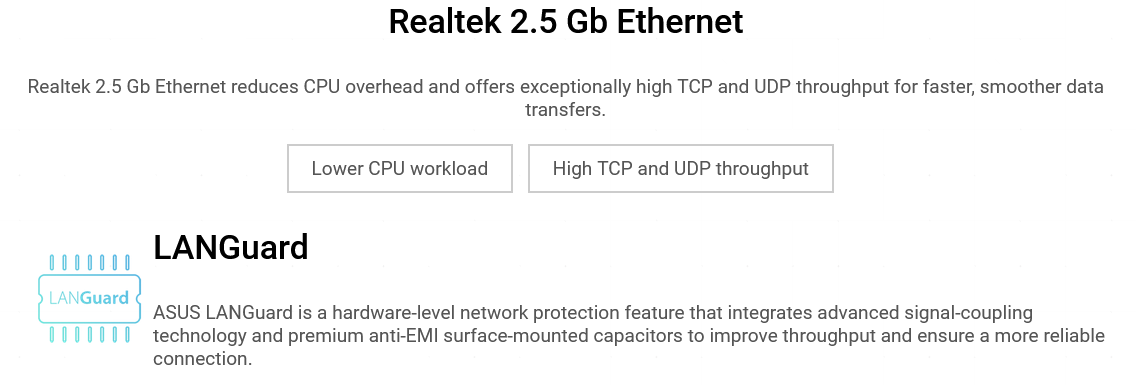 Realtek 2.5 Gb Ethernet
Realtek 2.5 Gb Ethernet reduces CPU overhead and offers exceptionally high TCP and UDP throughput for faster, smoother data
transfers.
Lower CPU workload
High TCP and UDP throughput
LANGuard
LANGuard
ASUS LANGuard is a hardware-level network protection feature that integrates advanced signal-coupling
technology and premium anti-EMI surface-mounted capacitors to improve throughput and ensure a more reliable
connection.